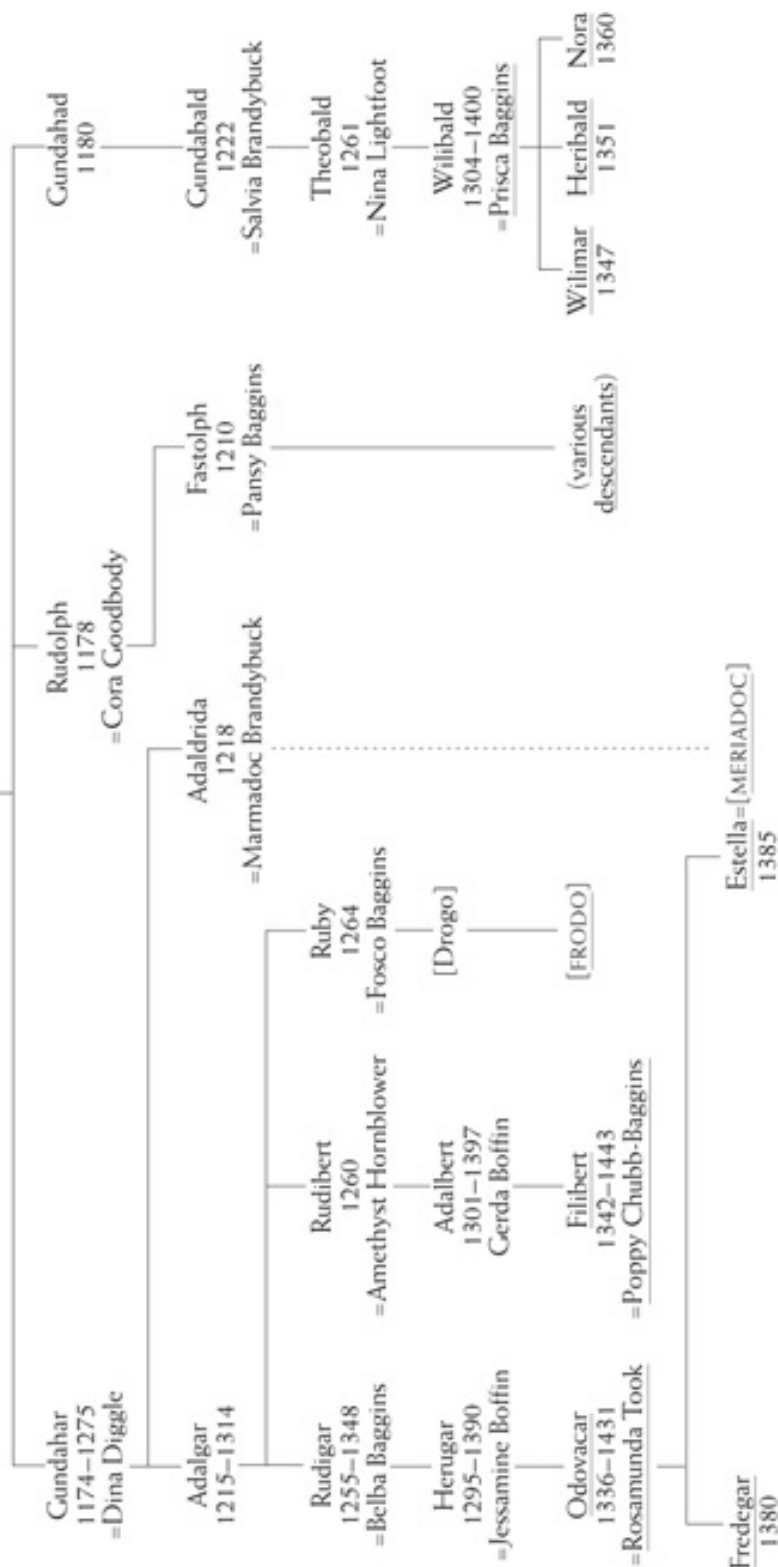 Gundahar
1174–1275
=Dina Diggle
Rudolph
1178
=Cora Goodbody
Gundahad
1180
Adalgar
1215–1314
Adaldrida
1218
=Marmadoc Brandybuck
Fastolph
1210
=Pansy Baggins
Gundabald
1222
=Salvia Brandybuck
Rudigar
1255–1348
=Belba Baggins
Rudibert
1260
=Amethyst Hornblower
Ruby
1264
=Fosco Baggins
Theobald
1261
=Nina Lightfoot
Herugar
1295–1390
=Jessamine Boffin
Adalbert
1301–1397
Gerda Boffin
[Drogo]
Wilibald
1304–1400
=Prisca Baggins
Odovacar
1336–1431
=Rosamunda Took
Filibert
1342–1443
=Poppy Chubb-Baggins
[FRODO]
(various
descendants)
Wilimar
1347
Heribald
1351
Nora
1360
Fredegar
1380
Estella=[MERIADOC]
1385